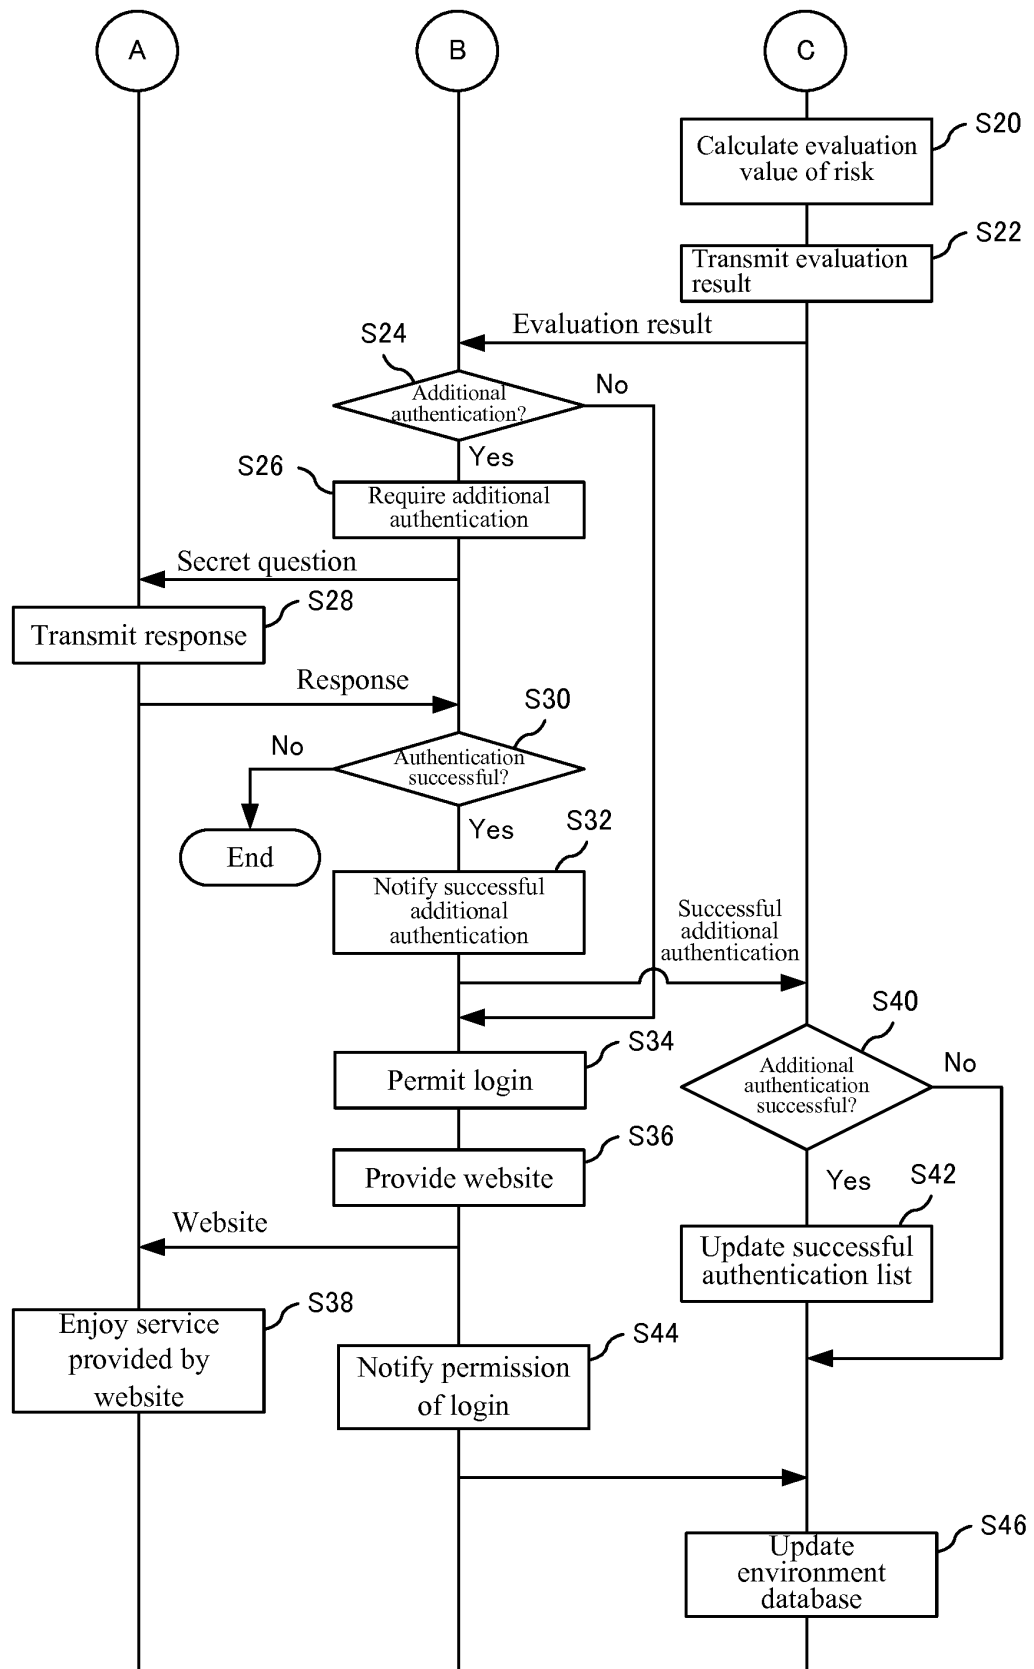 A
B
C
S20
Calculate evaluation
value of risk
S22
Transmit evaluation
result
Evaluation result
S24
Additional
authentication?
No
Yes
S26
Require additional
authentication
Secret question
S28
Transmit response
Response
S30
Authentication
successful?
No
Yes
End
S32
Notify successful
additional
authentication
Successful
additional
authentication
S34
Permit login
S40
Additional
authentication
successful?
No
Yes
S36
Provide website
S42
Update successful
authentication list
Website
S38
Enjoy service
provided by
website
S44
Notify permission
of login
S46
Update
environment
database